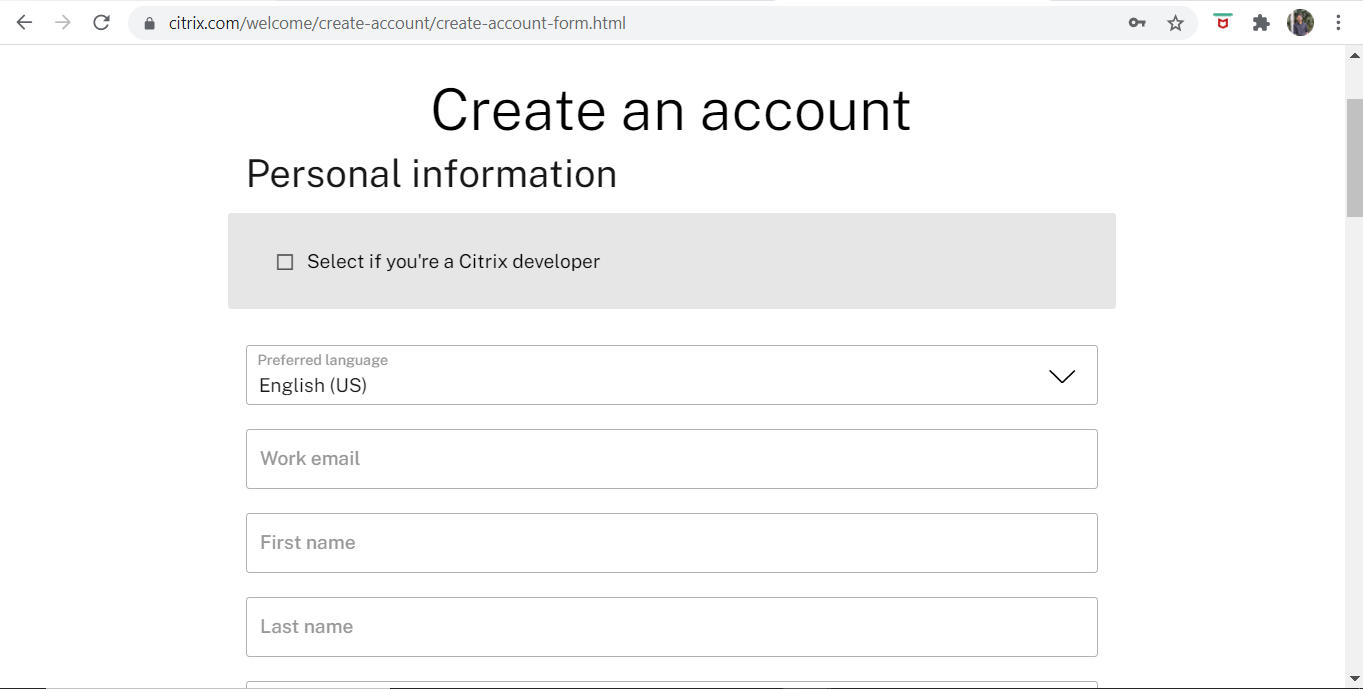 citrix.com/welcome/create-account/create-account-form.html
Create an account
Personal information
Select if you're a Citrix developer
Preferred language
English (US)
Work email
First name
Last name